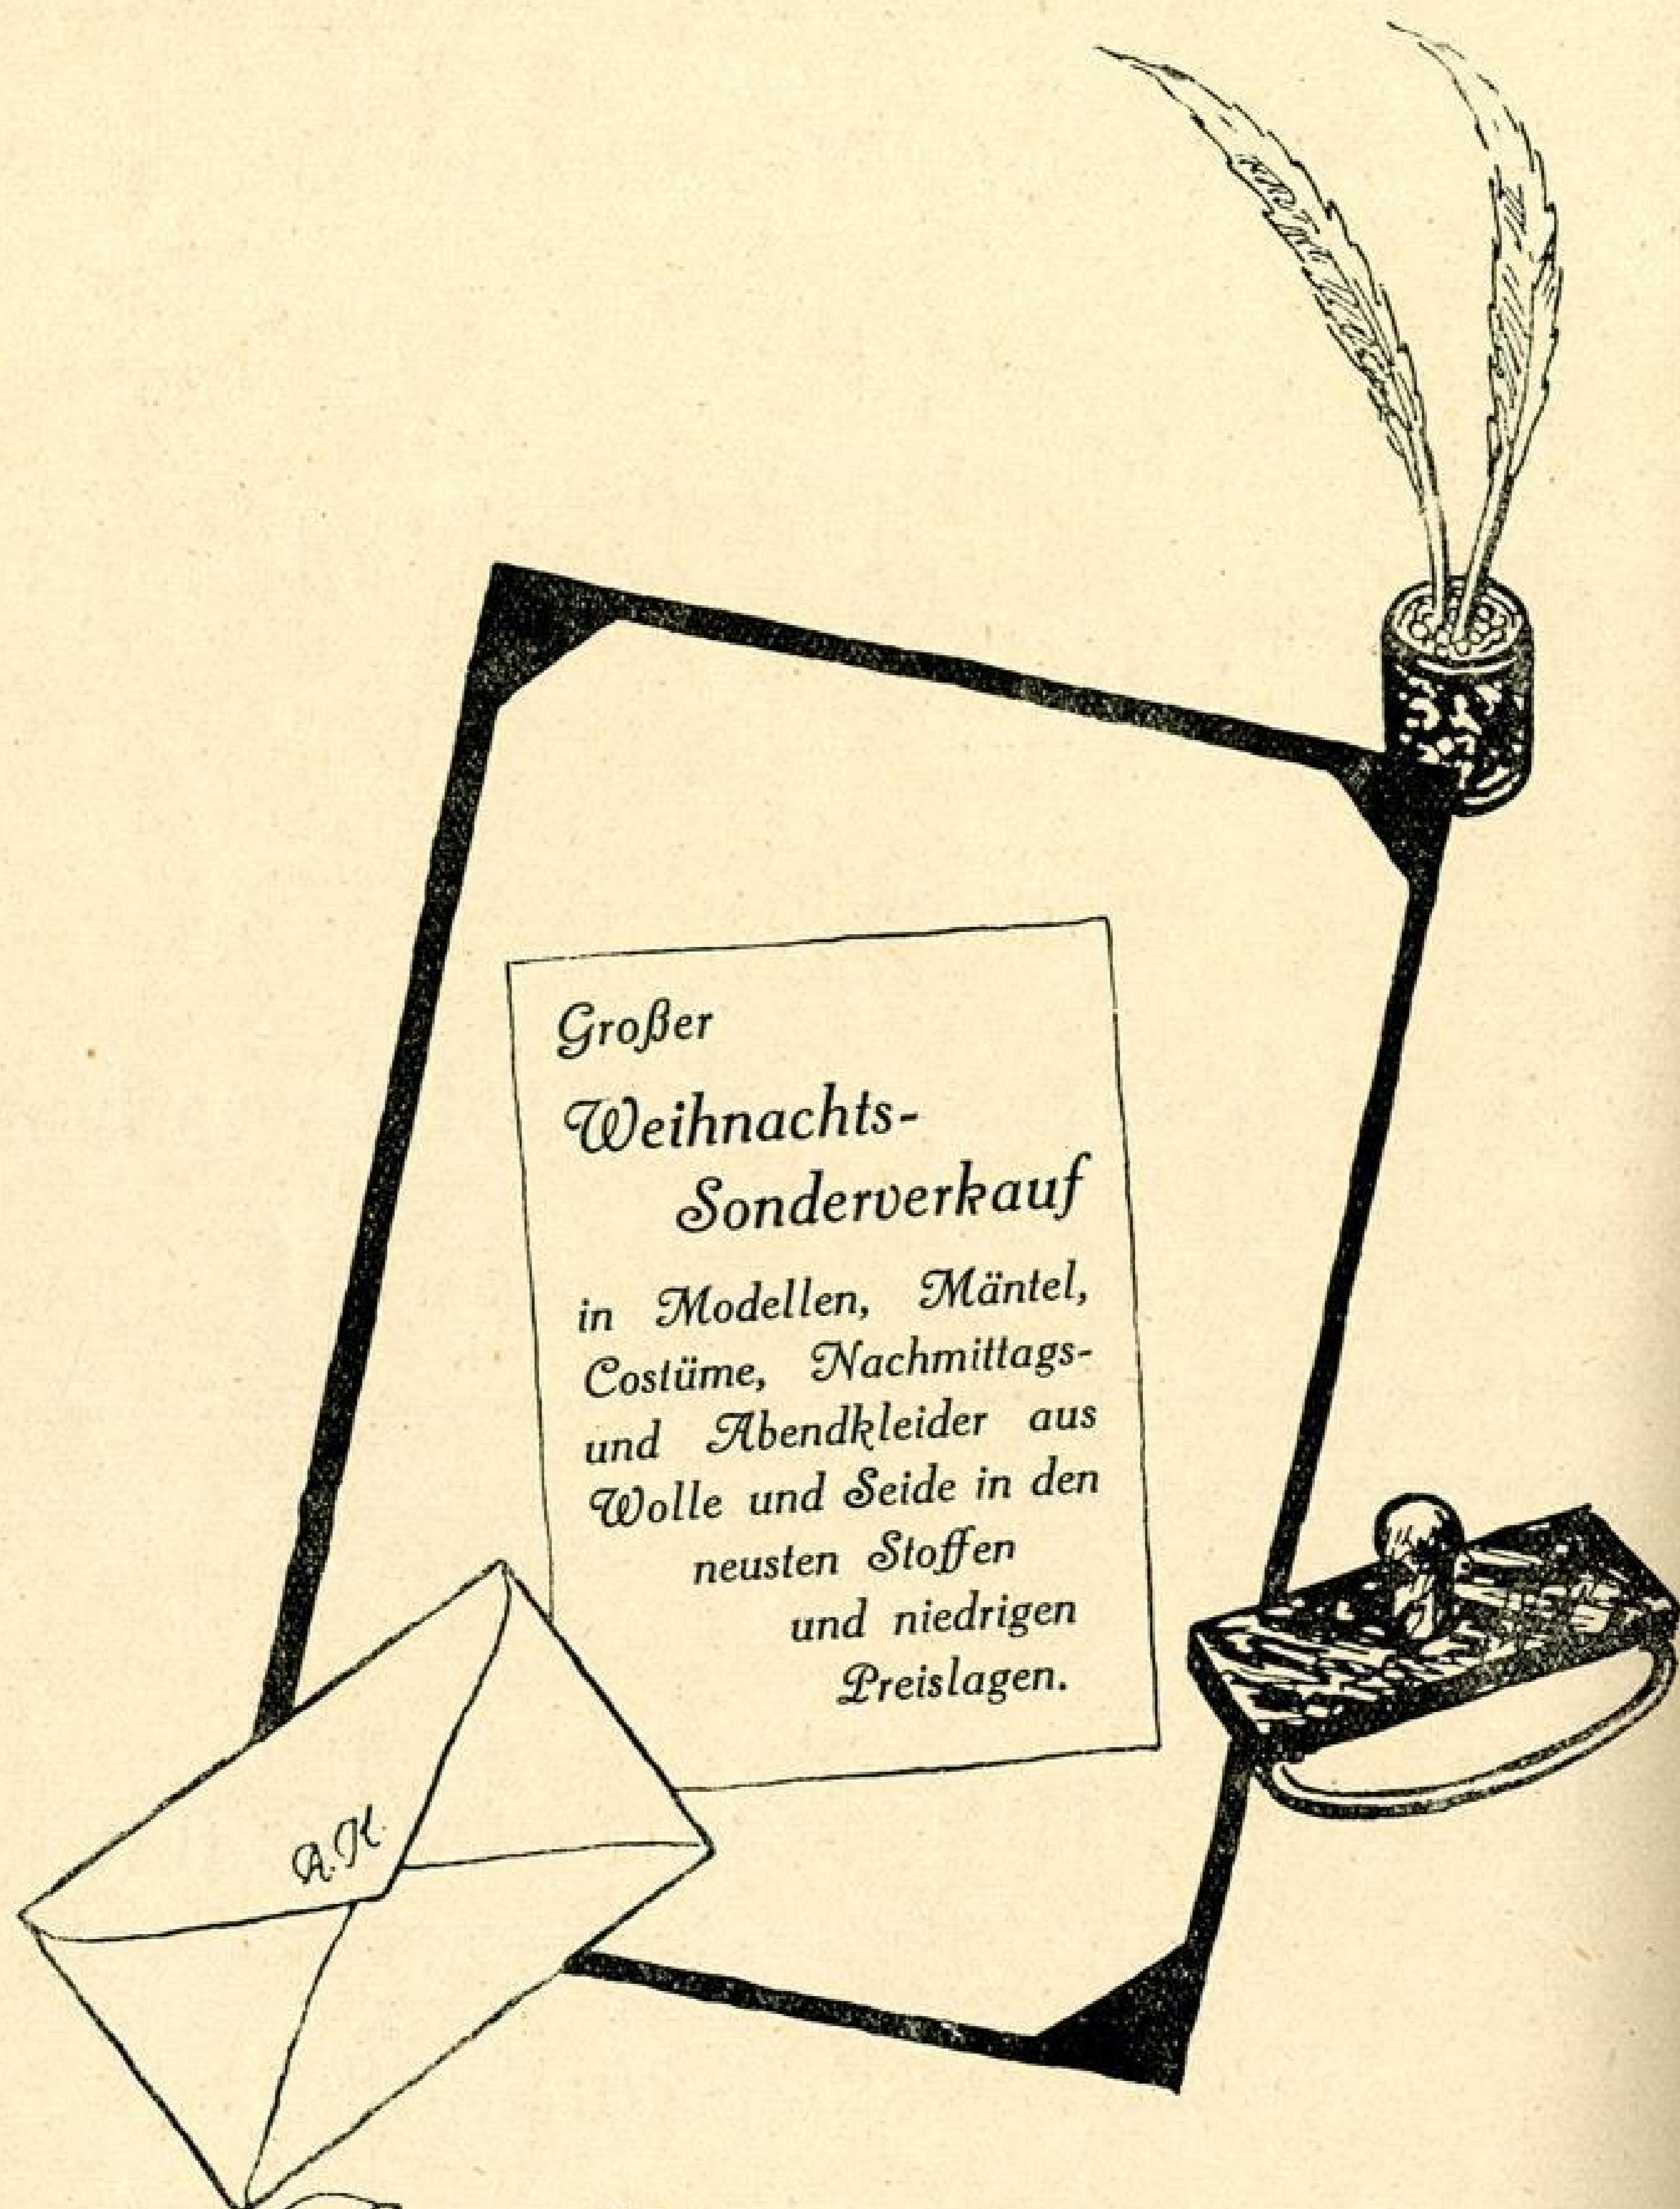 Großer
Weihnachts-
Sonderverkauf
in Modellen, Mäntel,
Costüme, Nachmittags-
und Abendkleider aus
Wolle und Seide in den
neusten Stoffen
und niedrigen
Preislagen.
A. K.